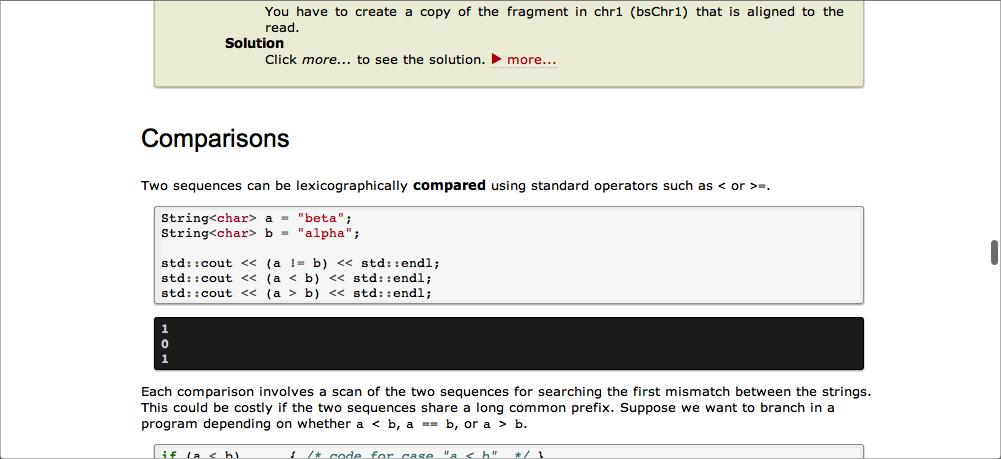 You have to create a copy of the fragment in chr1 (bsChr1) that is aligned to the
read.
Solution
Click more... to see the solution. ▶ more...
Comparisons
Two sequences can be lexicographically compared using standard operators such as < or >=.
String<char> a = "beta";
String<char> b = "alpha";
std::cout << (a != b) << std::endl;
std::cout << (a < b) << std::endl;
std::cout << (a > b) << std::endl;
1
0
1
Each comparison involves a scan of the two sequences for searching the first mismatch between the strings.
This could be costly if the two sequences share a long common prefix. Suppose we want to branch in a
program depending on whether a < b, a == b, or a > b.
if (a < b) { /* code for case "a < b" */ }